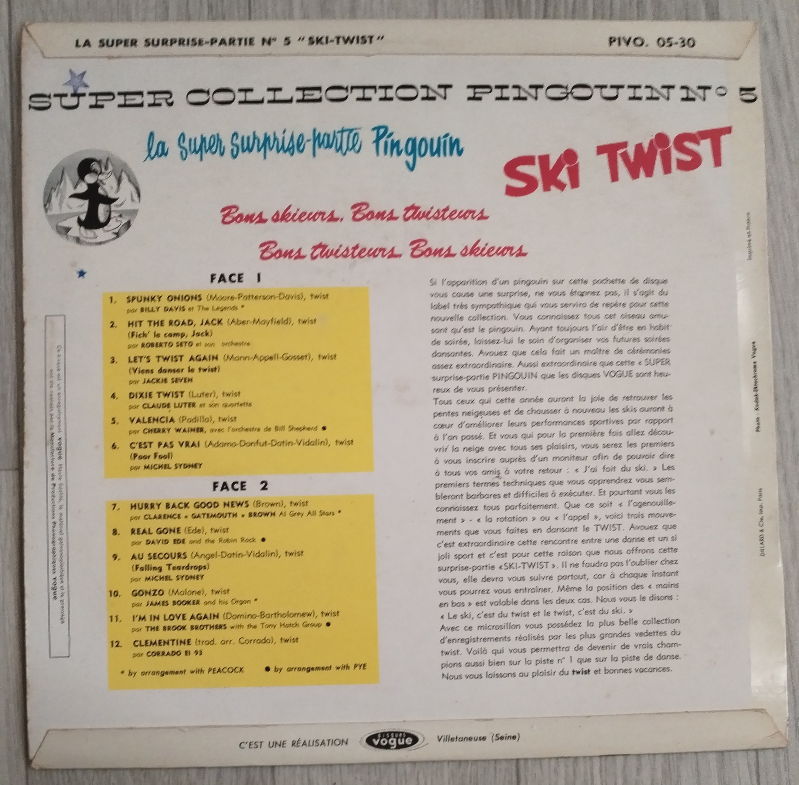 LA SUPER SURPRISE-PARTIE N° 5 "SKI-TWIST"
PIVO. 05-30
SUPER COLLECTION PINGOUIN N° 5
la super surprise-partie Pingouin
SKi TWiST
Bons skieurs, Bons twisteurs
Bons twisteurs Bons skieurs
FACE 1
1. SPUNKY ONIONS (Moore-Patterson-Davis), twist
par BILLY DAVIS et The Legends *
2. HIT THE ROAD, JACK (Aber-Mayfield), twist
(Fich' le camp, Jack)
par ROBERTO SETO et son orchestre
3. LET'S TWIST AGAIN (Mann-Appell-Gosset), twist
(Viens danser le twist)
par JACKIE SEVEN
4. DIXIE TWIST (Luter), twist
par CLAUDE LUTER et son quartette
5. VALENCIA (Padilla), twist
par CHERRY WAINER, avec l'orchestre de Bill Shepherd ●
6. C'EST PAS VRAI (Adamo-Donfut-Datin-Vidalin), twist
(Poor Fool)
par MICHEL SYDNEY
FACE 2
7. HURRY BACK GOOD NEWS (Brown), twist
par CLARENCE « GATEMOUTH » BROWN Al Grey All Stars *
8. REAL GONE (Ede), twist
par DAVID EDE and the Rabin Rock ●
9. AU SECOURS (Angel-Datin-Vidalin), twist
(Falling Teardrops)
par MICHEL SYDNEY
10. GONZO (Malone), twist
par JAMES BOOKER and his Organ *
11. I'M IN LOVE AGAIN (Domino-Bartholomew), twist
par THE BROOK BROTHERS with the Tony Hatch Group ●
12. CLEMENTINE (trad. arr. Corrado), twist
par CORRADO El 93
* by arrangement with PEACOCK
● by arrangement with PYE
Si l'apparition d'un pingouin sur cette pochette de disque
vous cause une surprise, ne vous étonnez pas, il s'agit du
label très sympathique qui vous servira de repère pour cette
nouvelle collection. Vous connaissez tous cet oiseau amu-
sant qu'est le pingouin. Ayant toujours l'air d'être en habit
de soirée, laissez-lui le soin d'organiser vos futures soirées
dansantes. Avouez que cela fait un maître de cérémonies
assez extraordinaire. Aussi extraordinaire que cette « SUPER
surprise-partie PINGOUIN que les disques VOGUE sont heu-
reux de vous présenter.
Tous ceux qui cette année auront la joie de retrouver les
pentes neigeuses et de chausser à nouveau les skis auront à
cœur d'améliorer leurs performances sportives par rapport
à l'an passé. Et vous qui pour la première fois allez décou-
vrir la neige avec tous ses plaisirs, vous serez les premiers
à vous inscrire auprès d'un moniteur afin de pouvoir dire
à tous vos amis à votre retour : « J'ai fait du ski. » Les
premiers termes techniques que vous apprendrez vous sem-
bleront barbares et difficiles à exécuter. Et pourtant vous les
connaissez tous parfaitement. Que ce soit « l'agenouille-
ment » - « la rotation » ou « l'appel », voici trois mouve-
ments que vous faites en dansant le TWIST. Avouez que
c'est extraordinaire cette rencontre entre une danse et un si
joli sport et c'est pour cette raison que nous offrons cette
surprise-partie «SKI-TWIST». Il ne faudra pas l'oublier chez
vous, elle devra vous suivre partout, car à chaque instant
vous pourrez vous entraîner. Même la position des « mains
en bas » est valable dans les deux cas. Nous vous le disons :
« Le ski, c'est du twist et le twist, c'est du ski. »
Avec ce microsillon vous possédez la plus belle collection
d'enregistrements réalisés par les plus grandes vedettes du
twist. Voilà qui vous permettra de devenir de vrais cham-
pions aussi bien sur la piste n° 1 que sur la piste de danse.
Nous vous laissons au plaisir du twist et bonnes vacances.
Imprimé en France
Photo : Kodak-Ektachrome Vogue
DILLARD & Cie, Imp. Paris
C'EST UNE RÉALISATION
DISQUES
vogue
Villetaneuse (Seine)